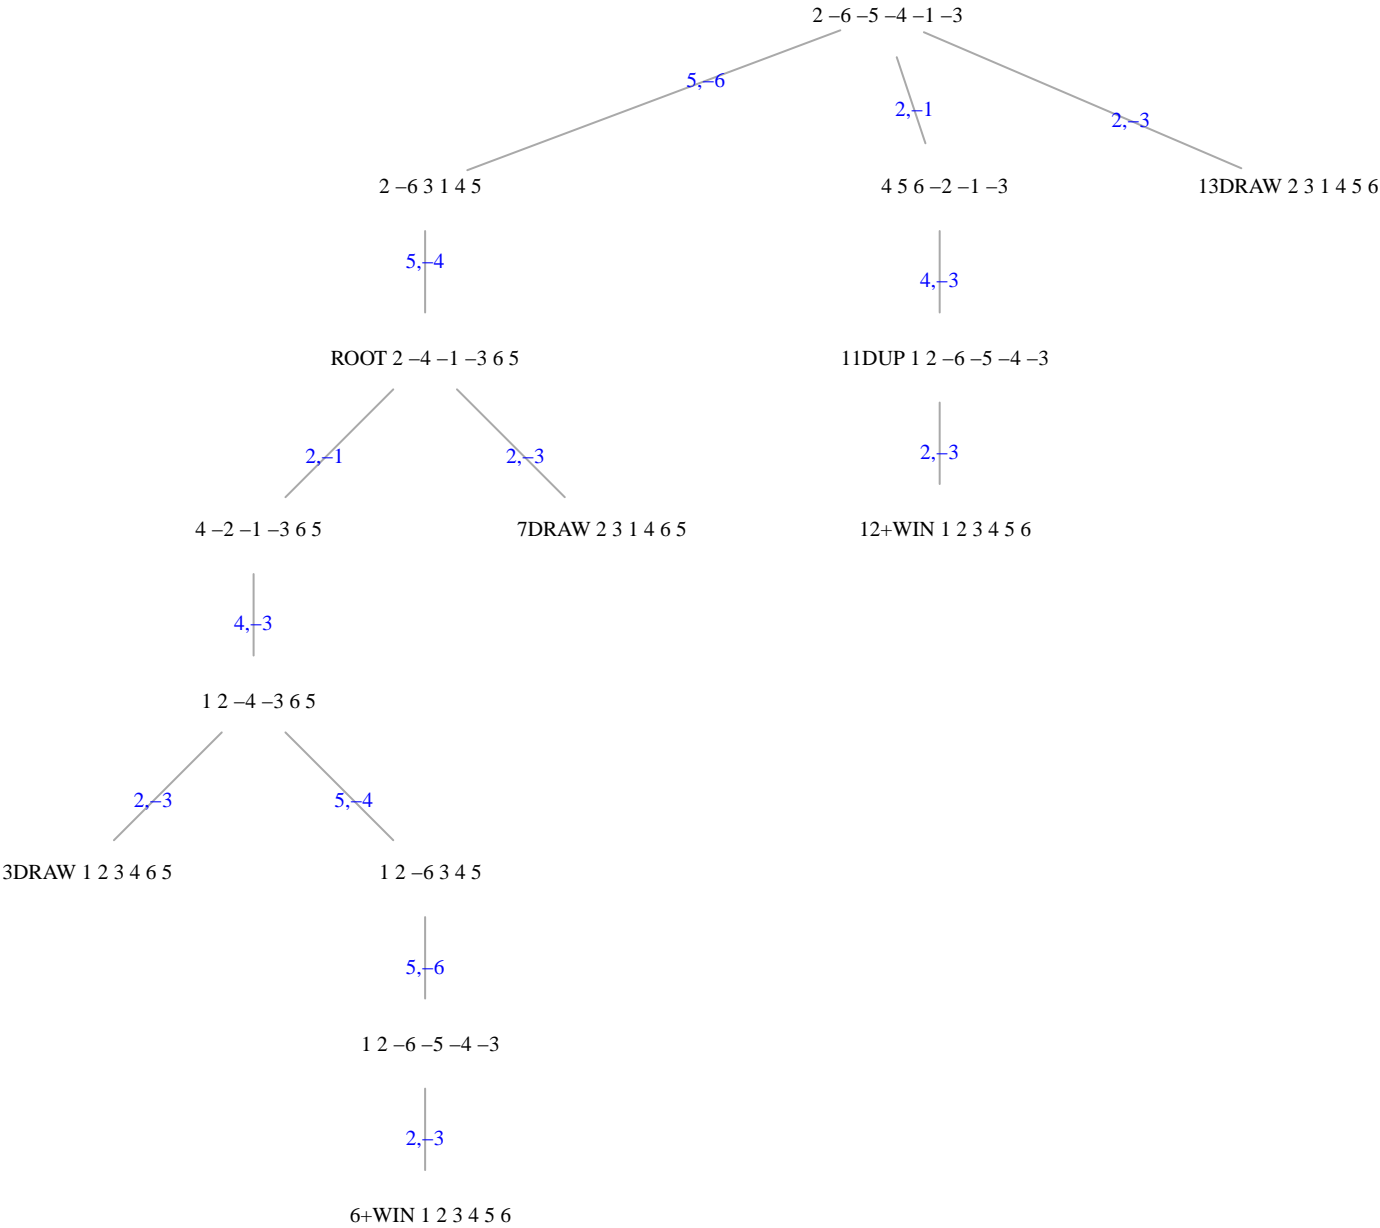 2 –6 –5 –4 –1 –3
5,–6
2,–1
2,–3
2 –6 3 1 4 5
4 5 6 –2 –1 –3
13DRAW 2 3 1 4 5 6
5,–4
4,–3
ROOT 2 –4 –1 –3 6 5
11DUP 1 2 –6 –5 –4 –3
2,–1
2,–3
2,–3
4 –2 –1 –3 6 5
7DRAW 2 3 1 4 6 5
12+WIN 1 2 3 4 5 6
4,–3
1 2 –4 –3 6 5
2,–3
5,–4
3DRAW 1 2 3 4 6 5
1 2 –6 3 4 5
5,–6
1 2 –6 –5 –4 –3
2,–3
6+WIN 1 2 3 4 5 6